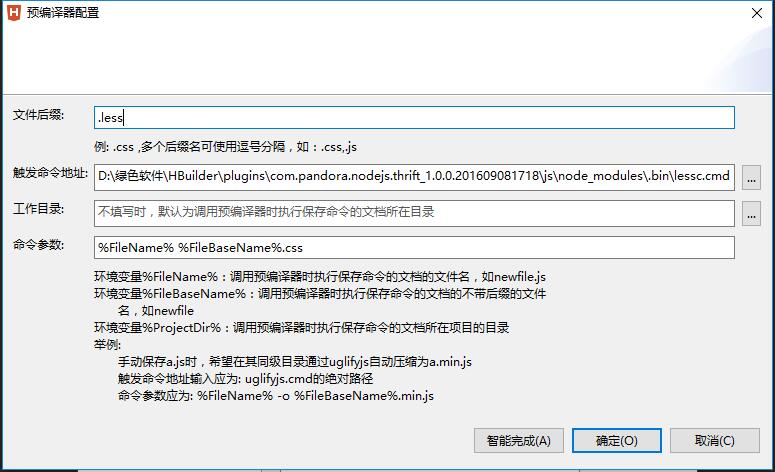 预编译器配置
文件后缀:
.less
例: .css ,多个后缀名可使用逗号分隔，如：.css,.js
触发命令地址:
D:\绿色软件\HBuilder\plugins\com.pandora.nodejs.thrift_1.0.0.201609081718\js\node_modules\.bin\lessc.cmd
...
工作目录:
不填写时，默认为调用预编译器时执行保存命令的文档所在目录
...
命令参数:
%FileName% %FileBaseName%.css
环境变量%FileName%：调用预编译器时执行保存命令的文档的文件名，如newfile.js
环境变量%FileBaseName%：调用预编译器时执行保存命令的文档的不带后缀的文件
名，如newfile
环境变量%ProjectDir%：调用预编译器时执行保存命令的文档所在项目的目录
举例:
手动保存a.js时，希望在其同级目录通过uglifyjs自动压缩为a.min.js
触发命令地址输入应为: uglifyjs.cmd的绝对路径
命令参数应为: %FileName% -o %FileBaseName%.min.js
智能完成(A)
确定(O)
取消(C)